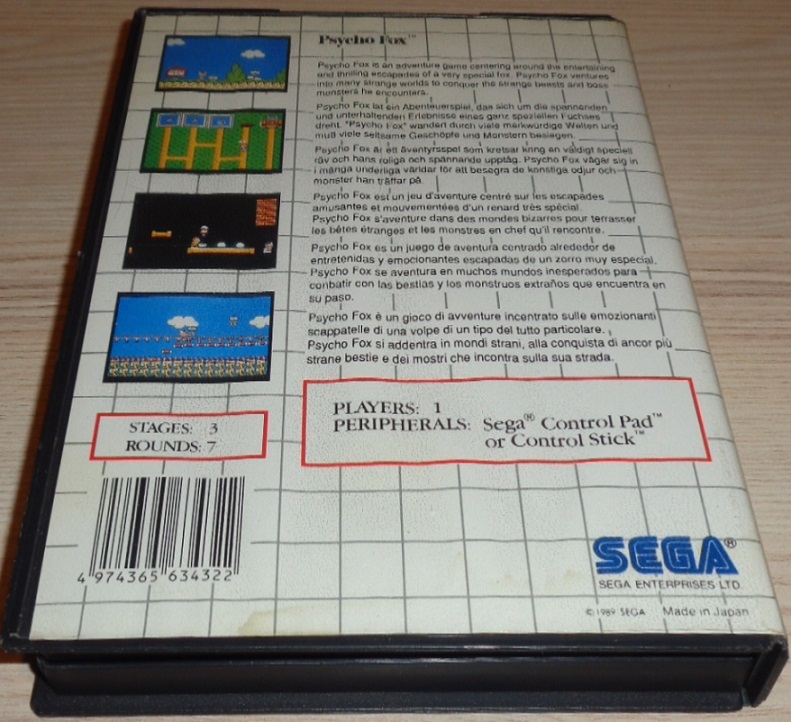 Psycho Fox™
Psycho Fox is an adventure game centering around the entertaining
and thrilling escapades of a very special fox. Psycho Fox ventures
into many strange worlds to conquer the strange beasts and boss
monsters he encounters.
Psycho Fox ist ein Abenteuerspiel, das sich um die spannenden
und unterhaltenden Erlebnisse eines ganz speziellen Fuchses
dreht. "Psycho Fox" wandert durch viele merkwürdige Welten und
muß viele seltsame Geschöpfe und Monstern besiegen.
Psycho Fox är ett äventyrsspel som kretsar kring en väldigt speciell
räv och hans roliga och spännande upptåg. Psycho Fox vågar sig in
i många underliga världar för att besegra de konstiga odjur och
monster han träffar på.
Psycho Fox est un jeu d'aventure centré sur les escapades
amusantes et mouvementées d'un renard très spécial.
Psycho Fox s'aventure dans des mondes bizarres pour terrasser
les bêtes étranges et les monstres en chef qu'il rencontre.
Psycho Fox es un juego de aventura centrado alrededor de
entretenidas y emocionantes escapadas de un zorro muy especial.
Psycho Fox se aventura en muchos mundos inesperados para
conbatir con las bestias y los monstruos extraños que encuentra en
su paso.
Psycho Fox è un gioco di avventure incentrato sulle emozionanti
scappatelle di una volpe di un tipo del tutto particolare.
Psycho Fox si addentra in mondi strani, alla conquista di ancor più
strane bestie e dei mostri che incontra sulla sua strada.
STAGES: 3
ROUNDS: 7
PLAYERS: 1
PERIPHERALS: Sega® Control Pad™
or Control Stick™
4 974365 634322
SEGA®
SEGA ENTERPRISES LTD.
© 1989 SEGA Made in Japan